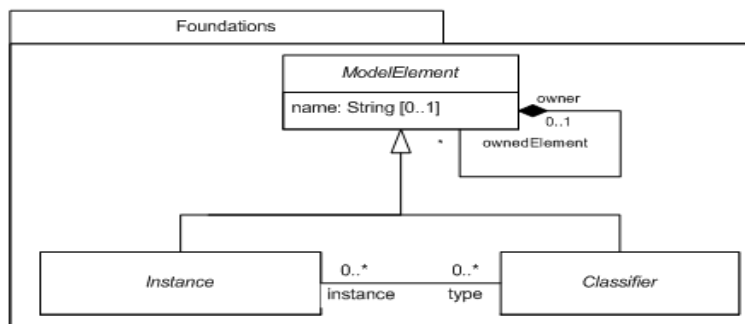 Foundations
ModelElement
name: String [0..1]
owner
0..1
*
ownedElement
Instance
0..*
instance
0..*
type
Classifier